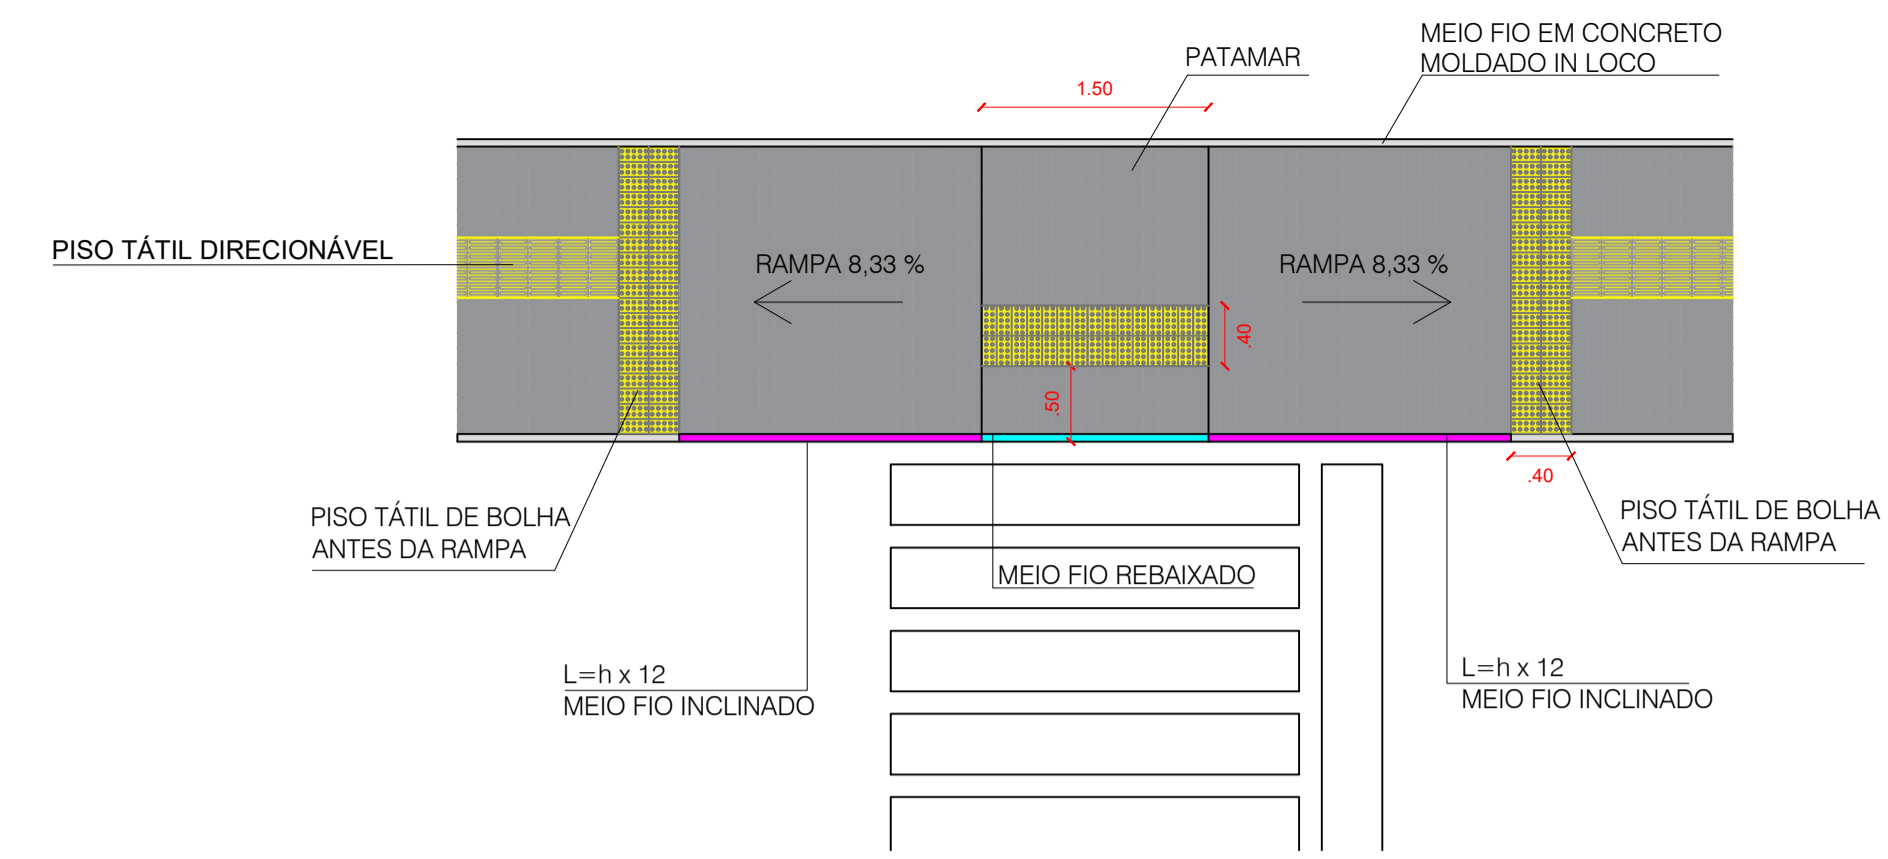 MEIO FIO EM CONCRETO
MOLDADO IN LOCO
PATAMAR
1.50
PISO TÁTIL DIRECIONÁVEL
RAMPA 8,33 %
RAMPA 8,33 %
.40
.50
.40
PISO TÁTIL DE BOLHA
ANTES DA RAMPA
PISO TÁTIL DE BOLHA
ANTES DA RAMPA
MEIO FIO REBAIXADO
L=h x 12
MEIO FIO INCLINADO
L=h x 12
MEIO FIO INCLINADO